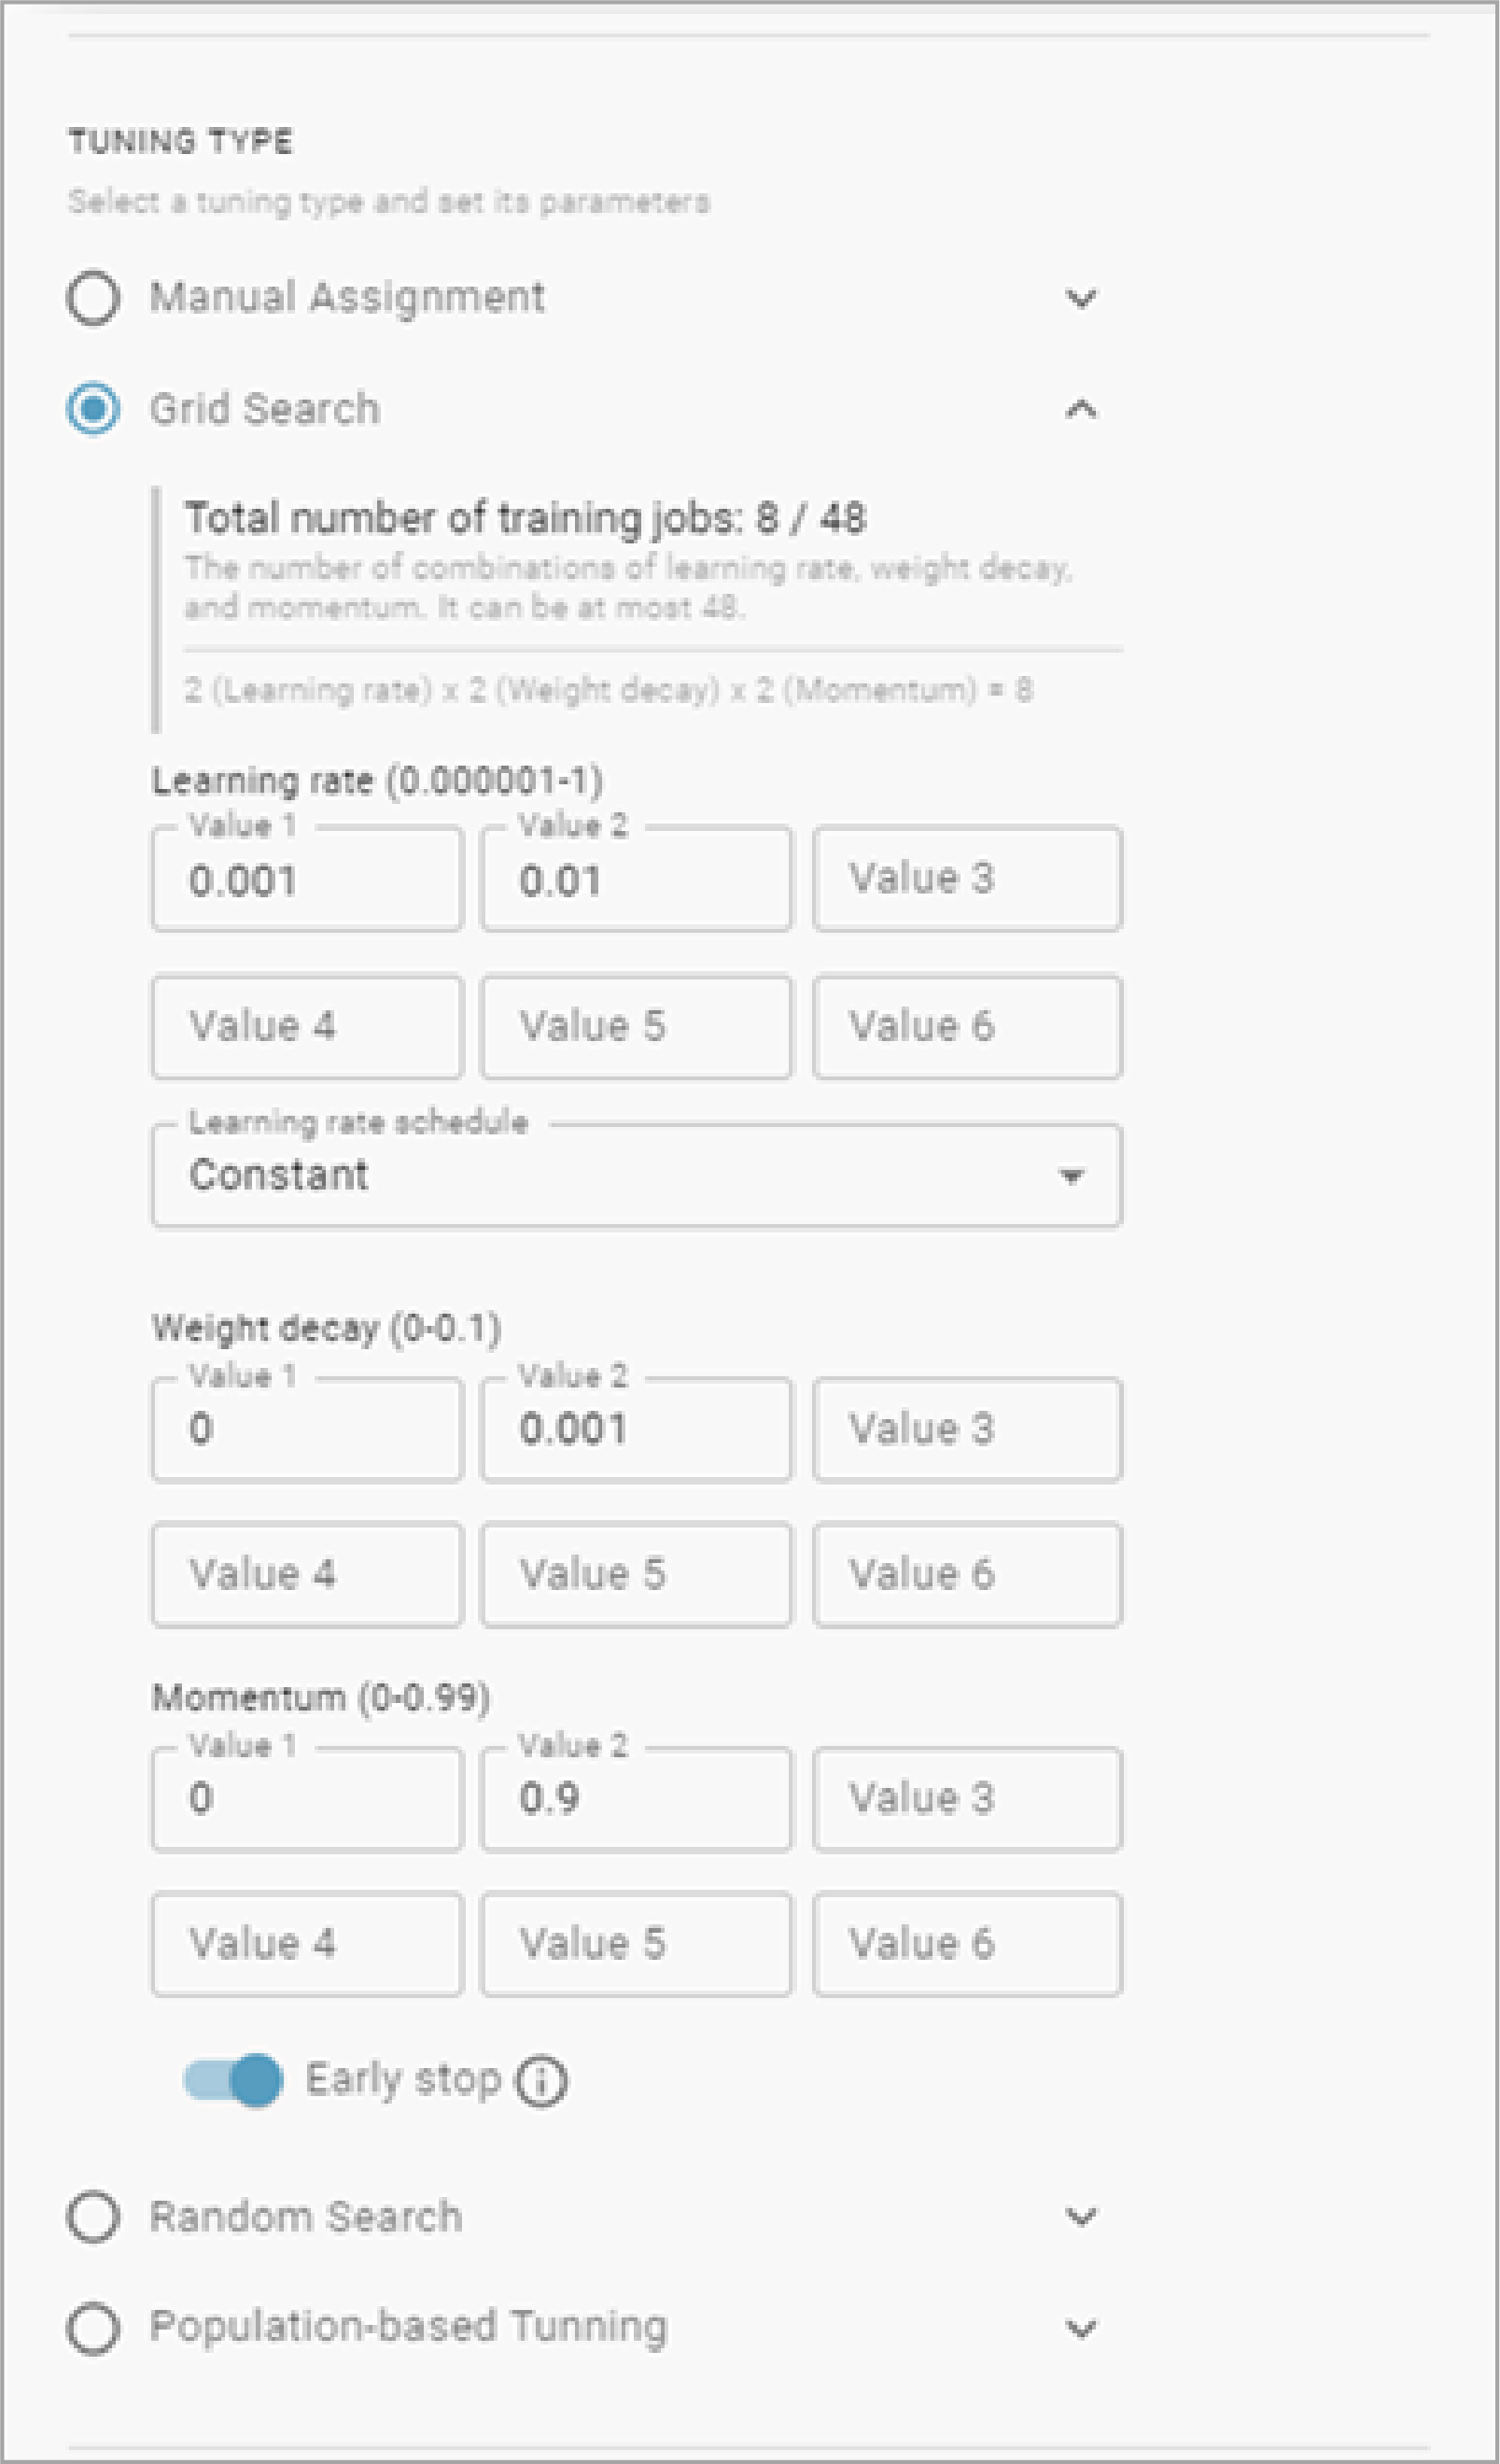 TUNING TYPE
Select a tuning type and set its parameters
Manual Assignment
Grid Search
Total number of training jobs: 8 / 48
The number of combinations of learning rate, weight decay,
and momentum. It can be at most 48.
2 (Learning rate) x 2 (Weight decay) x 2 (Momentum) = 8
Learning rate (0.000001-1)
Value 1 Value 2
0.001 0.01 Value 3
Value 4 Value 5 Value 6
Learning rate schedule
Constant
Weight decay (0-0.1)
Value 1 Value 2
0 0.001 Value 3
Value 4 Value 5 Value 6
Momentum (0-0.99)
Value 1 Value 2
0 0.9 Value 3
Value 4 Value 5 Value 6
Early stop
Random Search
Population-based Tunning